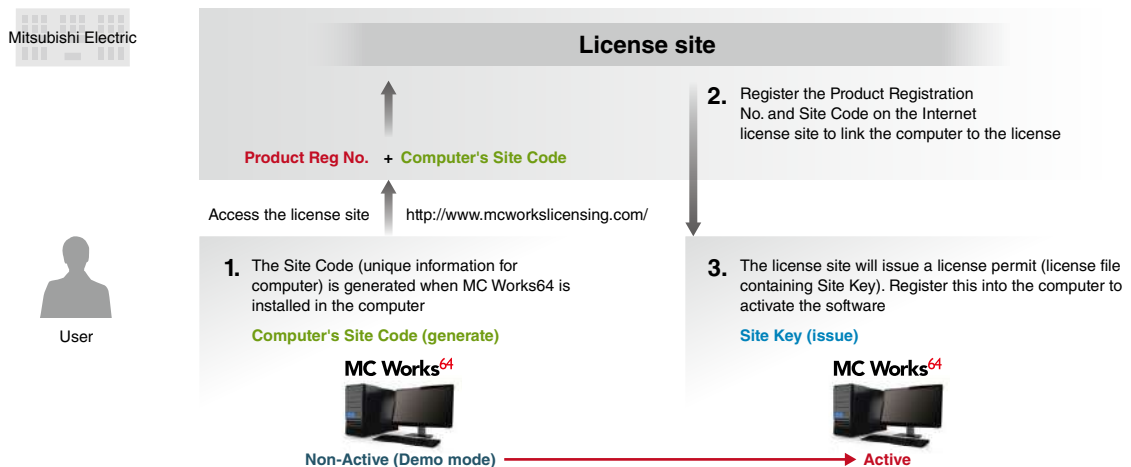 Mitsubishi Electric
License site
2. Register the Product Registration
No. and Site Code on the Internet
license site to link the computer to the license
Product Reg No. + Computer's Site Code
Access the license site http://www.mcworkslicensing.com/
User
1. The Site Code (unique information for
computer) is generated when MC Works64 is
installed in the computer
Computer's Site Code (generate)
MC Works64
Non-Active (Demo mode)
3. The license site will issue a license permit (license file
containing Site Key). Register this into the computer to
activate the software
Site Key (issue)
MC Works64
Active